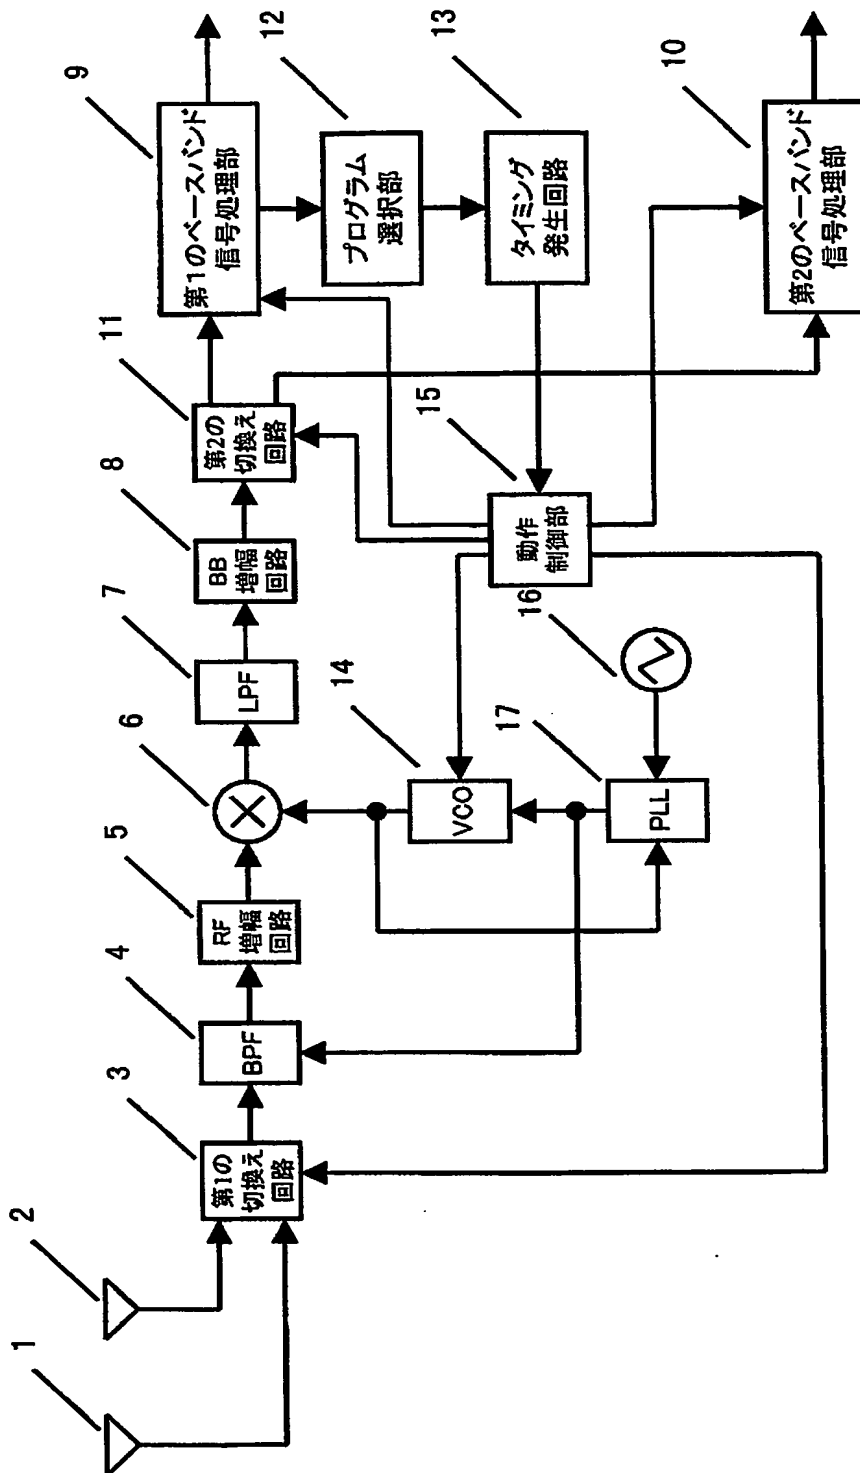 1
2
3
第1の
切換え
回路
4
BPF
5
RF
増幅
回路
6
7
LPF
8
BB
増幅
回路
11
第2の
切換え
回路
9
第1のベースバンド
信号処理部
12
プログラム
選択部
13
タイミング
発生回路
14
VCO
15
動作
制御部
16
17
PLL
10
第2のベースバンド
信号処理部